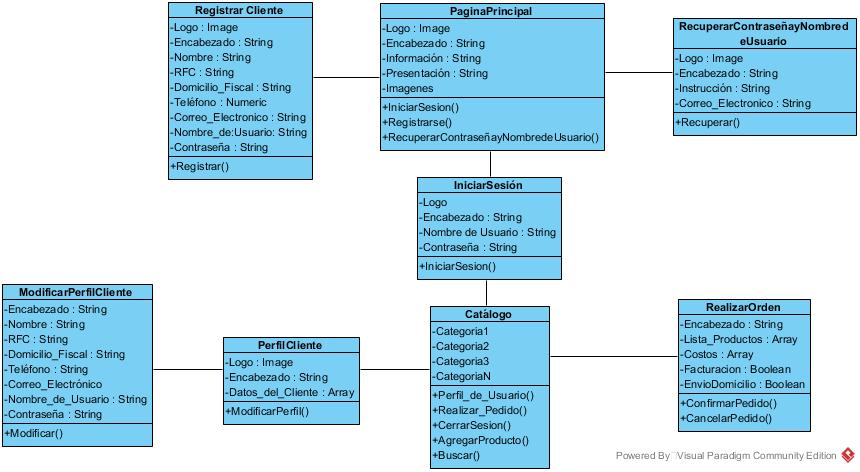 Registrar Cliente
-Logo : Image
-Encabezado : String
-Nombre : String
-RFC : String
-Domicilio_Fiscal : String
-Teléfono : Numeric
-Correo_Electronico : String
-Nombre_de:Usuario: String
-Contraseña : String
+Registrar()
PaginaPrincipal
-Logo : Image
-Encabezado : String
-Información : String
-Presentación : String
-Imagenes
+IniciarSesion()
+Registrarse()
+RecuperarContraseñayNombredeUsuario()
RecuperarContraseñayNombred
eUsuario
-Logo : Image
-Encabezado : String
-Instrucción : String
-Correo_Electronico : String
+Recuperar()
IniciarSesión
-Logo
-Encabezado : String
-Nombre de Usuario : String
-Contraseña : String
+IniciarSesion()
ModificarPerfilCliente
-Encabezado : String
-Nombre : String
-RFC : String
-Domicilio_Fiscal : String
-Teléfono : String
-Correo_Electrónico
-Nombre_de_Usuario : String
-Contraseña : String
+Modificar()
PerfilCliente
-Logo : Image
-Encabezado : String
-Datos_del_Cliente : Array
+ModificarPerfil()
Catálogo
-Categoria1
-Categoria2
-Categoria3
-CategoriaN
+Perfil_de_Usuario()
+Realizar_Pedido()
+CerrarSesion()
+AgregarProducto()
+Buscar()
RealizarOrden
-Encabezado : String
-Lista_Productos : Array
-Costos : Array
-Facturacion : Boolean
-EnvioDomicilio : Boolean
+ConfirmarPedido()
+CancelarPedido()
Powered By Visual Paradigm Community Edition